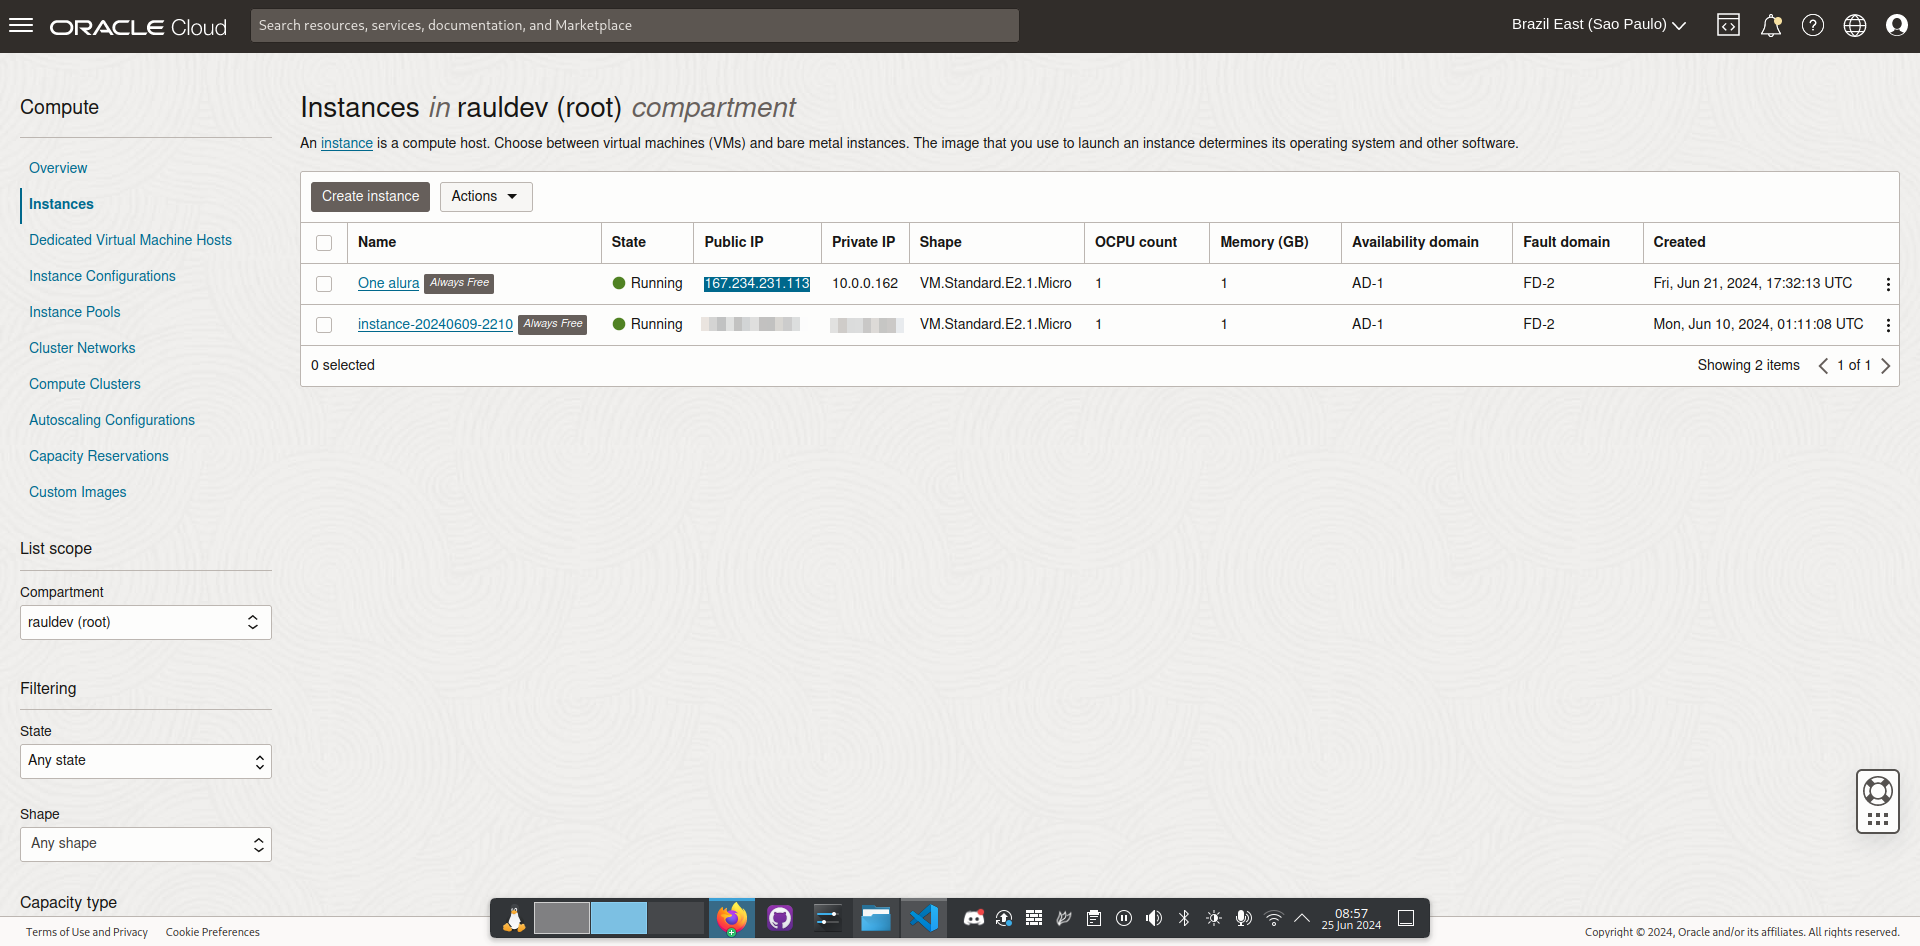 ORACLE Cloud
Search resources, services, documentation, and Marketplace
Brazil East (Sao Paulo)
Compute
Overview
Instances
Dedicated Virtual Machine Hosts
Instance Configurations
Instance Pools
Cluster Networks
Compute Clusters
Autoscaling Configurations
Capacity Reservations
Custom Images
List scope
Compartment
rauldev (root)
Filtering
State
Any state
Shape
Any shape
Capacity type
Instances in rauldev (root) compartment
An instance is a compute host. Choose between virtual machines (VMs) and bare metal instances. The image that you use to launch an instance determines its operating system and other software.
Create instance Actions
Name State Public IP Private IP Shape OCPU count Memory (GB) Availability domain Fault domain Created
One alura Always Free Running 167.234.231.113 10.0.0.162 VM.Standard.E2.1.Micro 1 1 AD-1 FD-2 Fri, Jun 21, 2024, 17:32:13 UTC
instance-20240609-2210 Always Free Running VM.Standard.E2.1.Micro 1 1 AD-1 FD-2 Mon, Jun 10, 2024, 01:11:08 UTC
0 selected Showing 2 items 1 of 1
08:57
25 Jun 2024
Terms of Use and Privacy Cookie Preferences
Copyright © 2024, Oracle and/or its affiliates. All rights reserved.